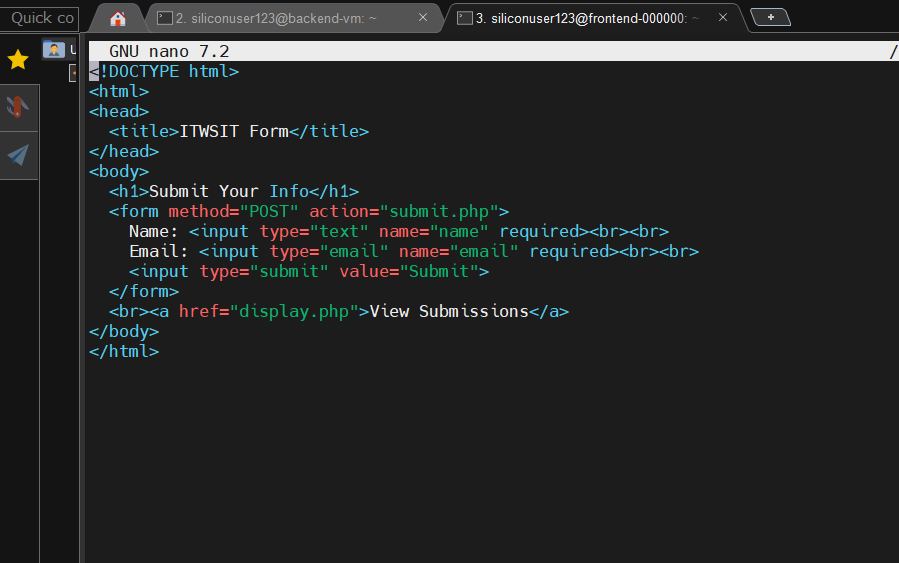 Quick co
2. siliconuser123@backend-vm: ~
3. siliconuser123@frontend-000000: ~
GNU nano 7.2 /
<!DOCTYPE html>
<html>
<head>
  <title>ITWSIT Form</title>
</head>
<body>
  <h1>Submit Your Info</h1>
  <form method="POST" action="submit.php">
    Name: <input type="text" name="name" required><br><br>
    Email: <input type="email" name="email" required><br><br>
    <input type="submit" value="Submit">
  </form>
  <br><a href="display.php">View Submissions</a>
</body>
</html>